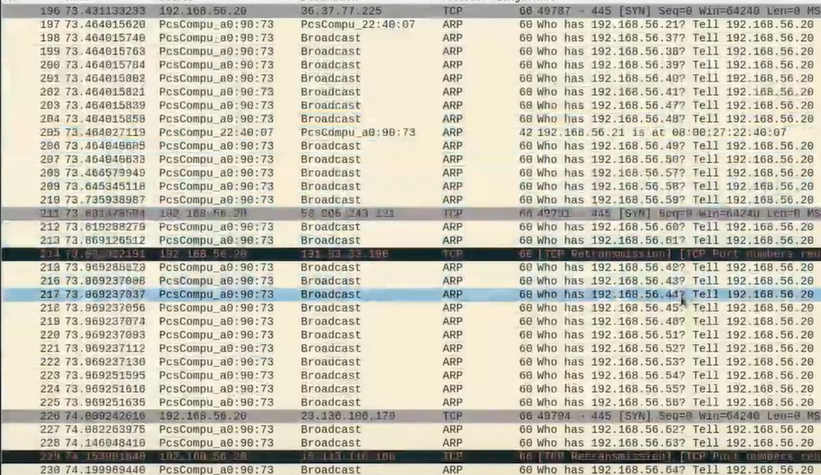 196 73.431133233 192.168.56.20 36.37.77.225 TCP 66 49787 - 445 [SYN] Seq=0 Win=64240 Len=0 MS
197 73.464015620 PcsCompu_a0:90:73 PcsCompu_22:40:07 ARP 60 Who has 192.168.56.21? Tell 192.168.56.20
198 73.464015740 PcsCompu_a0:90:73 Broadcast ARP 60 Who has 192.168.56.37? Tell 192.168.56.20
199 73.464015763 PcsCompu_a0:90:73 Broadcast ARP 60 Who has 192.168.56.38? Tell 192.168.56.20
200 73.464015784 PcsCompu_a0:90:73 Broadcast ARP 60 Who has 192.168.56.39? Tell 192.168.56.20
201 73.464015802 PcsCompu_a0:90:73 Broadcast ARP 60 Who has 192.168.56.40? Tell 192.168.56.20
202 73.464015821 PcsCompu_a0:90:73 Broadcast ARP 60 Who has 192.168.56.41? Tell 192.168.56.20
203 73.464015839 PcsCompu_a0:90:73 Broadcast ARP 60 Who has 192.168.56.47? Tell 192.168.56.20
204 73.464015858 PcsCompu_a0:90:73 Broadcast ARP 60 Who has 192.168.56.48? Tell 192.168.56.20
205 73.464027119 PcsCompu_22:40:07 PcsCompu_a0:90:73 ARP 42 192.168.56.21 is at 08:00:27:22:40:07
206 PcsCompu_a0:90:73 Broadcast ARP 60 Who has 192.168.56.49? Tell 192.168.56.20
207 73.464046633 PcsCompu_a0:90:73 Broadcast ARP 60 Who has 192.168.56.50? Tell 192.168.56.20
208 73.466579949 PcsCompu_a0:90:73 Broadcast ARP 60 Who has 192.168.56.57? Tell 192.168.56.20
209 73.645345118 PcsCompu_a0:90:73 Broadcast ARP 60 Who has 192.168.56.58? Tell 192.168.56.20
210 73.735938987 PcsCompu_a0:90:73 Broadcast ARP 60 Who has 192.168.56.59? Tell 192.168.56.20
211 192.168.56.20 TCP 66 49791 - 445 [SYN] Seq=0 Win=64240 Len=0 MS
212 73.819288279 PcsCompu_a0:90:73 Broadcast ARP 60 Who has 192.168.56.60? Tell 192.168.56.20
213 73.869126512 PcsCompu_a0:90:73 Broadcast ARP 60 Who has 192.168.56.61? Tell 192.168.56.20
214 192.168.56.20 TCP 66 [TCP Retransmission] [TCP Port numbers reu
215 PcsCompu_a0:90:73 Broadcast ARP 60 Who has 192.168.56.42? Tell 192.168.56.20
216 73.969237008 PcsCompu_a0:90:73 Broadcast ARP 60 Who has 192.168.56.43? Tell 192.168.56.20
217 73.969237037 PcsCompu_a0:90:73 Broadcast ARP 60 Who has 192.168.56.44? Tell 192.168.56.20
218 73.969237056 PcsCompu_a0:90:73 Broadcast ARP 60 Who has 192.168.56.45? Tell 192.168.56.20
219 73.969237074 PcsCompu_a0:90:73 Broadcast ARP 60 Who has 192.168.56.46? Tell 192.168.56.20
220 73.969237093 PcsCompu_a0:90:73 Broadcast ARP 60 Who has 192.168.56.51? Tell 192.168.56.20
221 73.969237112 PcsCompu_a0:90:73 Broadcast ARP 60 Who has 192.168.56.52? Tell 192.168.56.20
222 73.969237130 PcsCompu_a0:90:73 Broadcast ARP 60 Who has 192.168.56.53? Tell 192.168.56.20
223 73.969251595 PcsCompu_a0:90:73 Broadcast ARP 60 Who has 192.168.56.54? Tell 192.168.56.20
224 73.969251616 PcsCompu_a0:90:73 Broadcast ARP 60 Who has 192.168.56.55? Tell 192.168.56.20
225 73.969251635 PcsCompu_a0:90:73 Broadcast ARP 60 Who has 192.168.56.56? Tell 192.168.56.20
226 74.069242616 192.168.56.20 23.136.106.179 TCP 66 49794 - 445 [SYN] Seq=0 Win=64240 Len=0 MS
227 74.082263975 PcsCompu_a0:90:73 Broadcast ARP 60 Who has 192.168.56.62? Tell 192.168.56.20
228 74.146048410 PcsCompu_a0:90:73 Broadcast ARP 60 Who has 192.168.56.63? Tell 192.168.56.20
229 192.168.56.20 TCP 66 [TCP Retransmission] [TCP Port numbers reu
230 74.199989440 PcsCompu_a0:90:73 Broadcast ARP 60 Who has 192.168.56.64? Tell 192.168.56.20